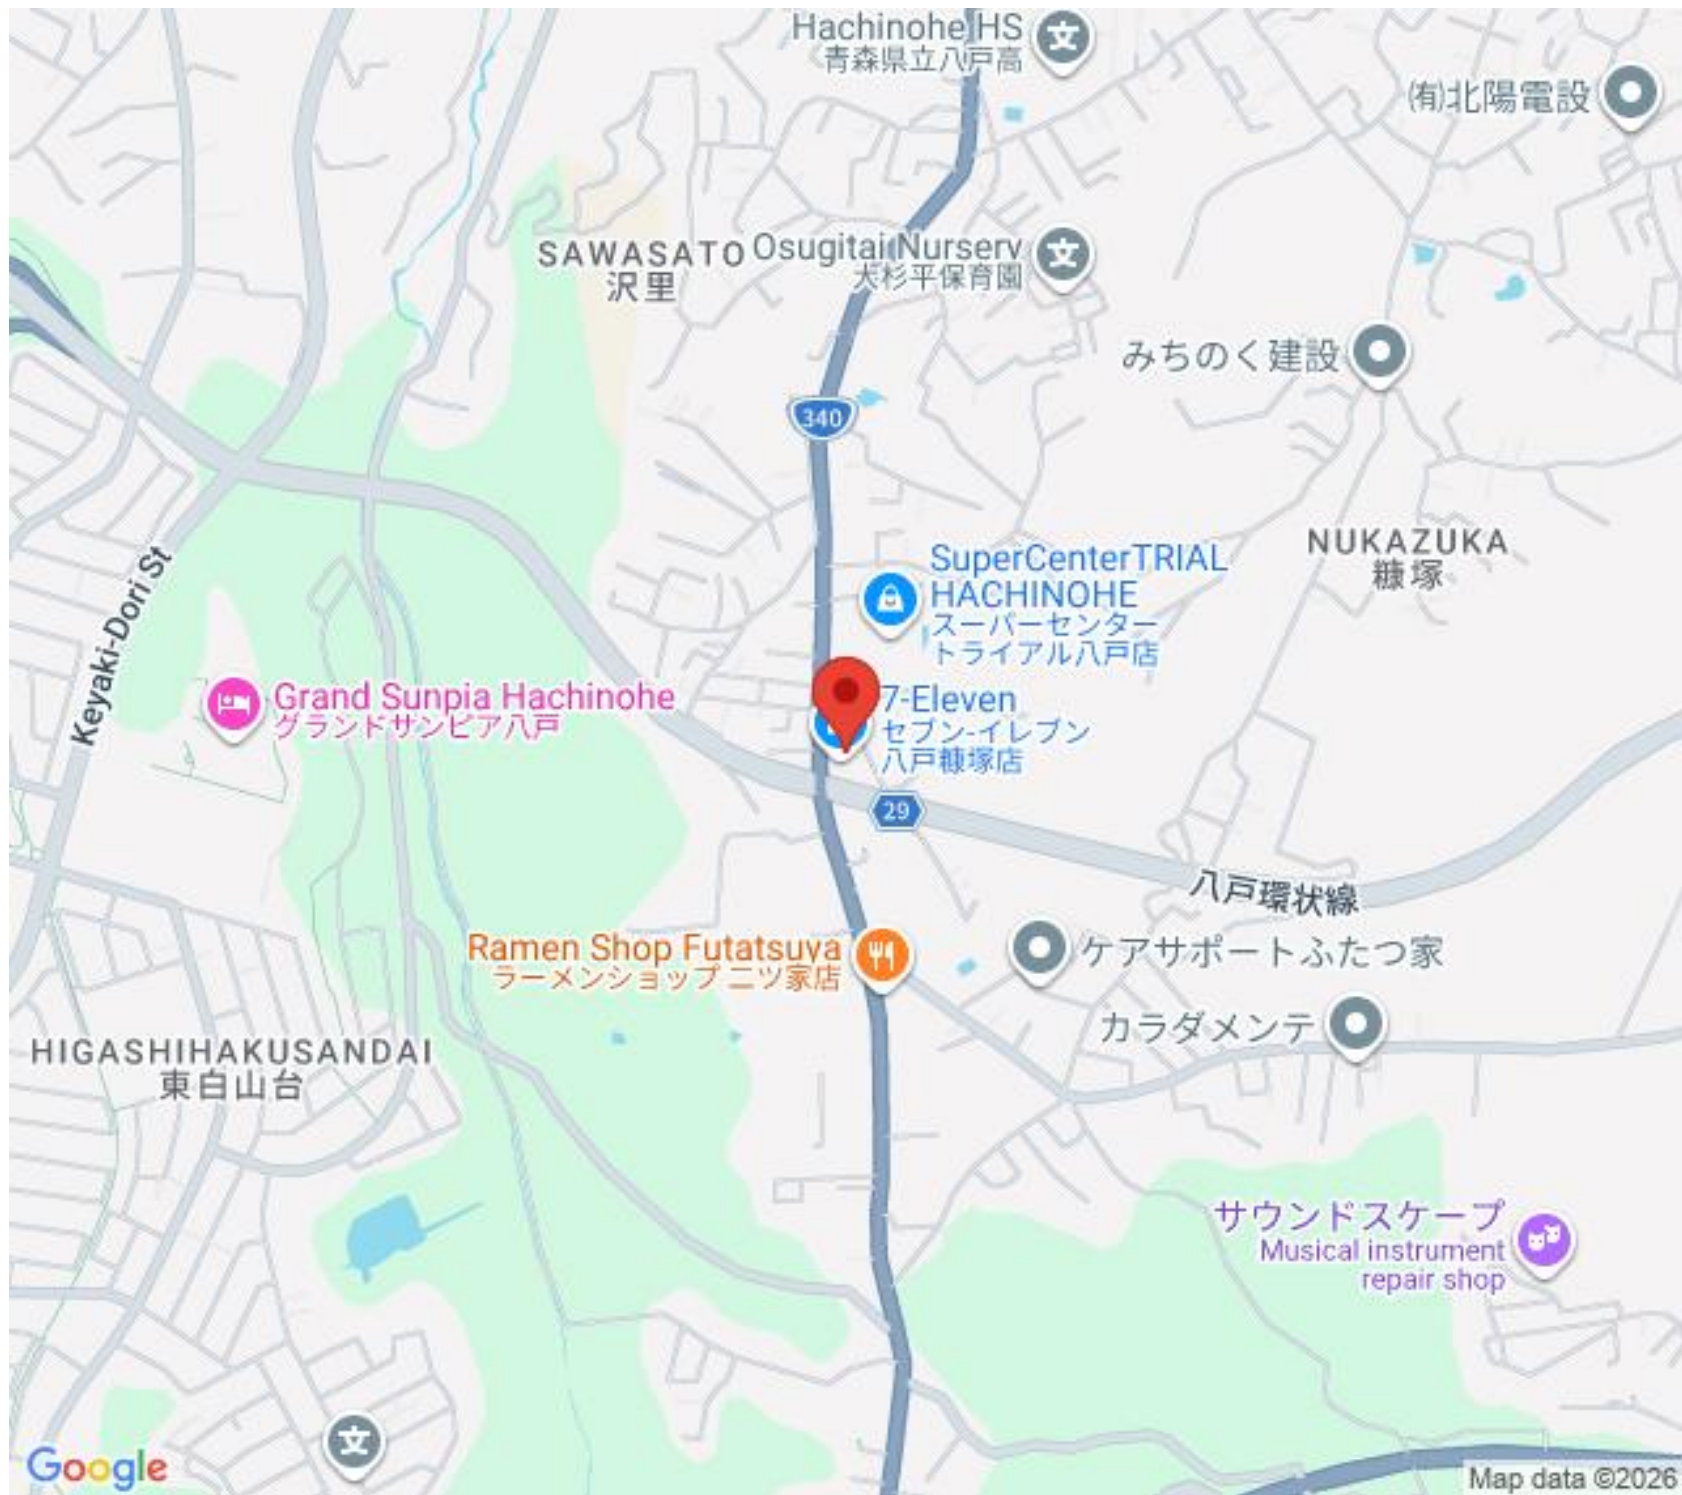 Hachinohe HS
青森県立八戸高
㈲北陽電設
SAWASATO
沢里
Osugitai Nurserv
大杉平保育園
みちのく建設
340
NUKAZUKA
糠塚
SuperCenterTRIAL
HACHINOHE
スーパーセンター
トライアル八戸店
Keyaki-Dori St
Grand Sunpia Hachinohe
グランドサンピア八戸
7-Eleven
セブン-イレブン
八戸糠塚店
29
八戸環状線
Ramen Shop Futatsuya
ラーメンショップ 二ツ家店
ケアサポートふたつ家
カラダメンテ
HIGASHIHAKUSANDAI
東白山台
サウンドスケープ
Musical instrument
repair shop
文
文
文
Google
Map data ©2026